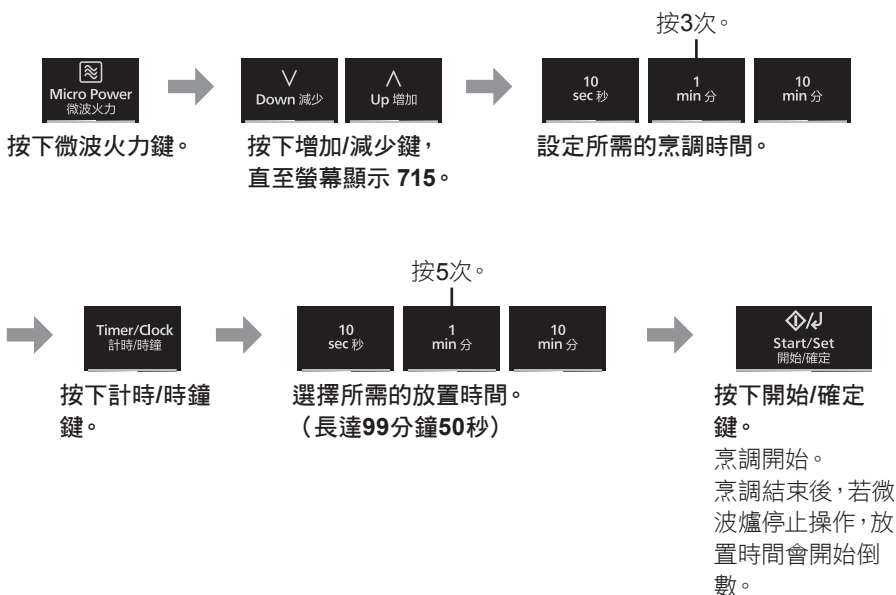 按3次。
Micro Power
微波火力
Down 減少
Up 增加
10
sec 秒
1
min 分
10
min 分
按下微波火力鍵。
按下增加/減少鍵，
直至螢幕顯示 715。
設定所需的烹調時間。
按5次。
Timer/Clock
計時/時鐘
10
sec 秒
1
min 分
10
min 分
Start/Set
開始/確定
按下計時/時鐘
鍵。
選擇所需的放置時間。
（長達99分鐘50秒）
按下開始/確定
鍵。
烹調開始。
烹調結束後，若微
波爐停止操作，放
置時間會開始倒
數。